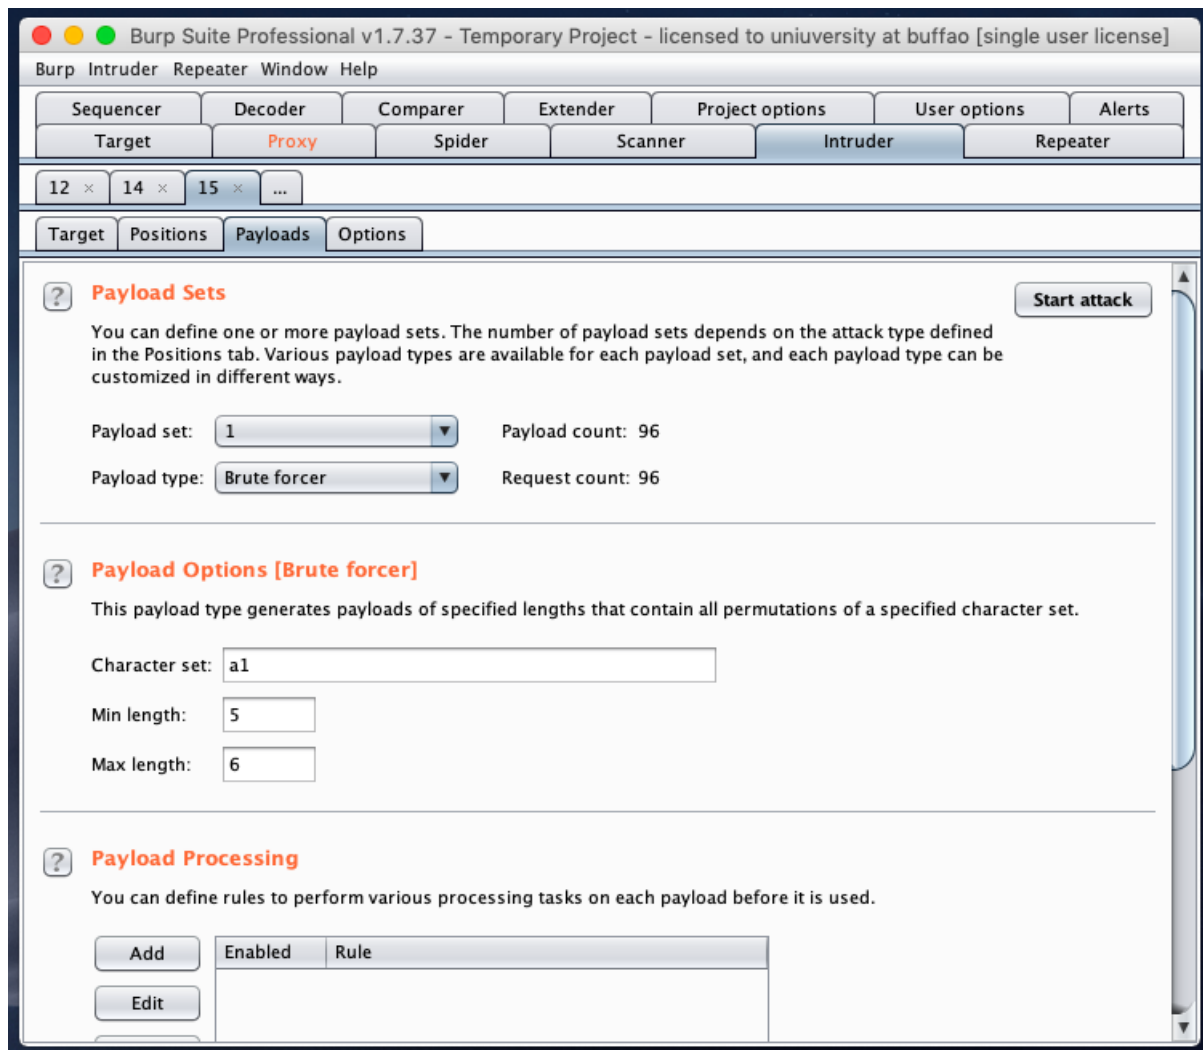 Burp Suite Professional v1.7.37 - Temporary Project - licensed to uniuversity at buffao [single user license]
Burp Intruder Repeater Window Help
Sequencer Decoder Comparer Extender Project options User options Alerts
Target Proxy Spider Scanner Intruder Repeater
12 × 14 × 15 × ...
Target Positions Payloads Options
? Payload Sets
Start attack
You can define one or more payload sets. The number of payload sets depends on the attack type defined
in the Positions tab. Various payload types are available for each payload set, and each payload type can be
customized in different ways.
Payload set: 1 Payload count: 96
Payload type: Brute forcer Request count: 96
? Payload Options [Brute forcer]
This payload type generates payloads of specified lengths that contain all permutations of a specified character set.
Character set: a1
Min length: 5
Max length: 6
? Payload Processing
You can define rules to perform various processing tasks on each payload before it is used.
Add Enabled Rule
Edit